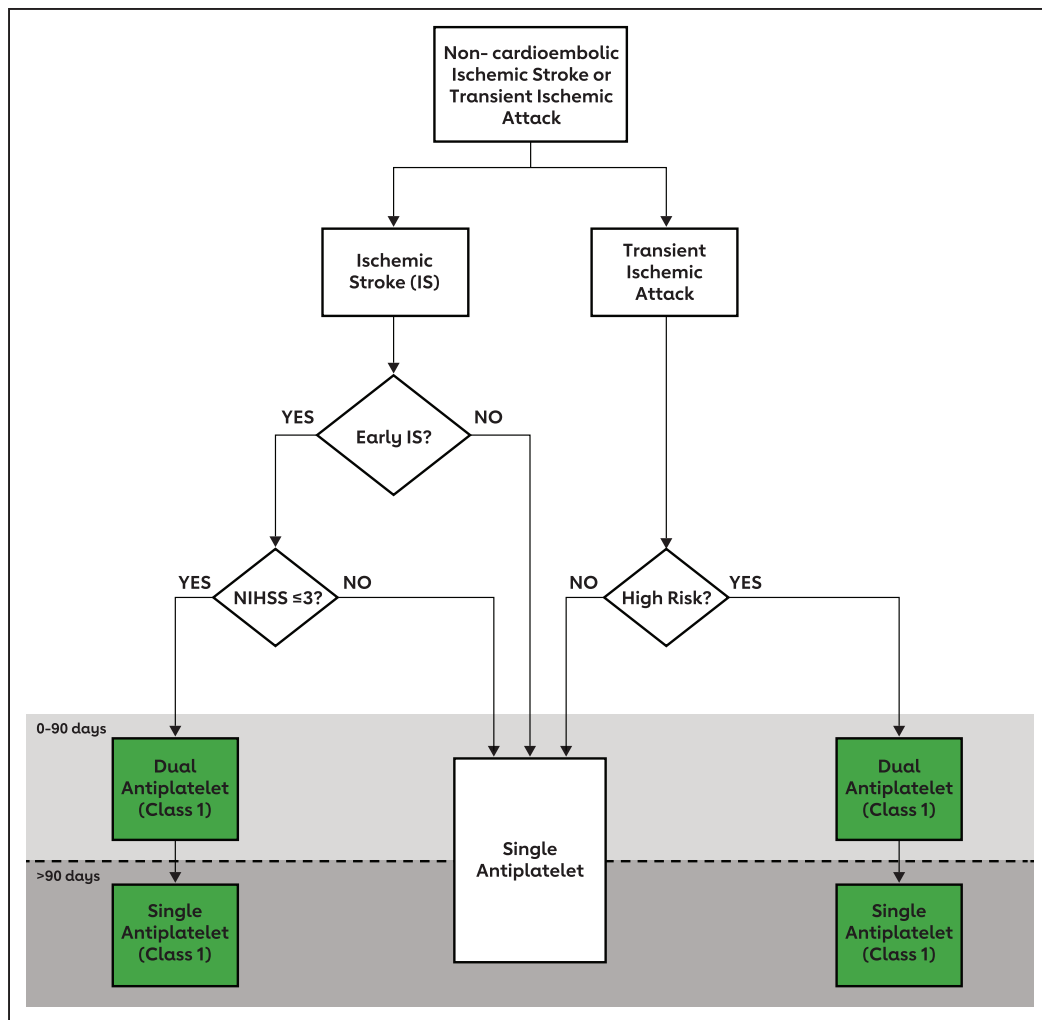 Non- cardioembolic
Ischemic Stroke or
Transient Ischemic
Attack
Ischemic
Stroke (IS)
Transient
Ischemic
Attack
YES
NO
Early IS?
YES
NO
NIHSS ≤3?
NO
YES
High Risk?
0-90 days
Dual
Antiplatelet
(Class 1)
Single
Antiplatelet
Dual
Antiplatelet
(Class 1)
>90 days
Single
Antiplatelet
(Class 1)
Single
Antiplatelet
(Class 1)